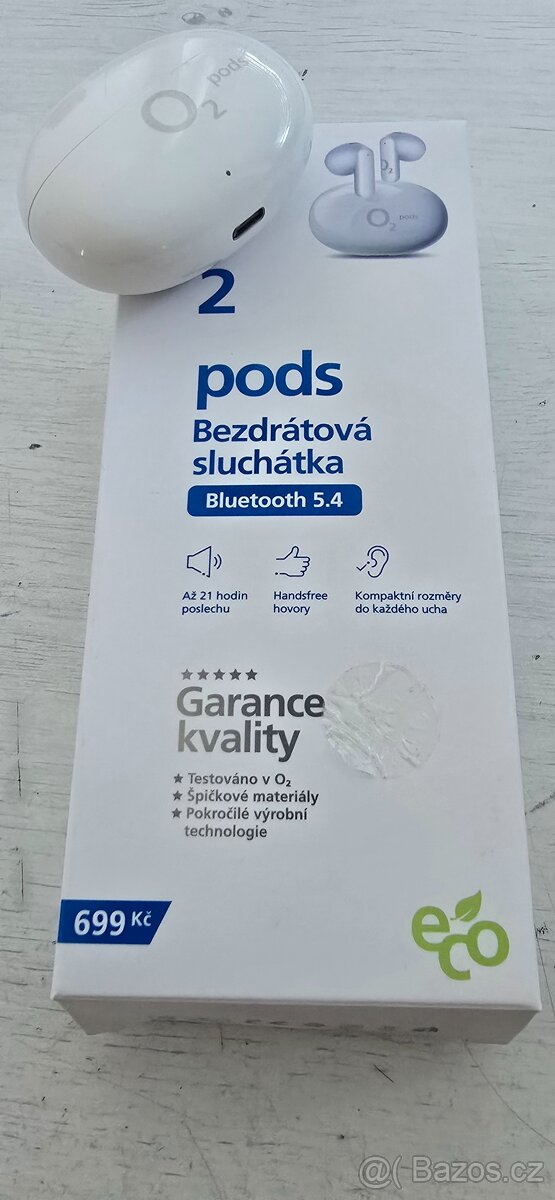 O2 pods
O2
O2 pods
2
pods
Bezdrátová
sluchátka
Bluetooth 5.4
Až 21 hodin
poslechu
Handsfree
hovory
Kompaktní rozměry
do každého ucha
Garance
kvality
Testováno v O2
Špičkové materiály
Pokročilé výrobní
technologie
699 Kč
eco
@( Bazos.cz